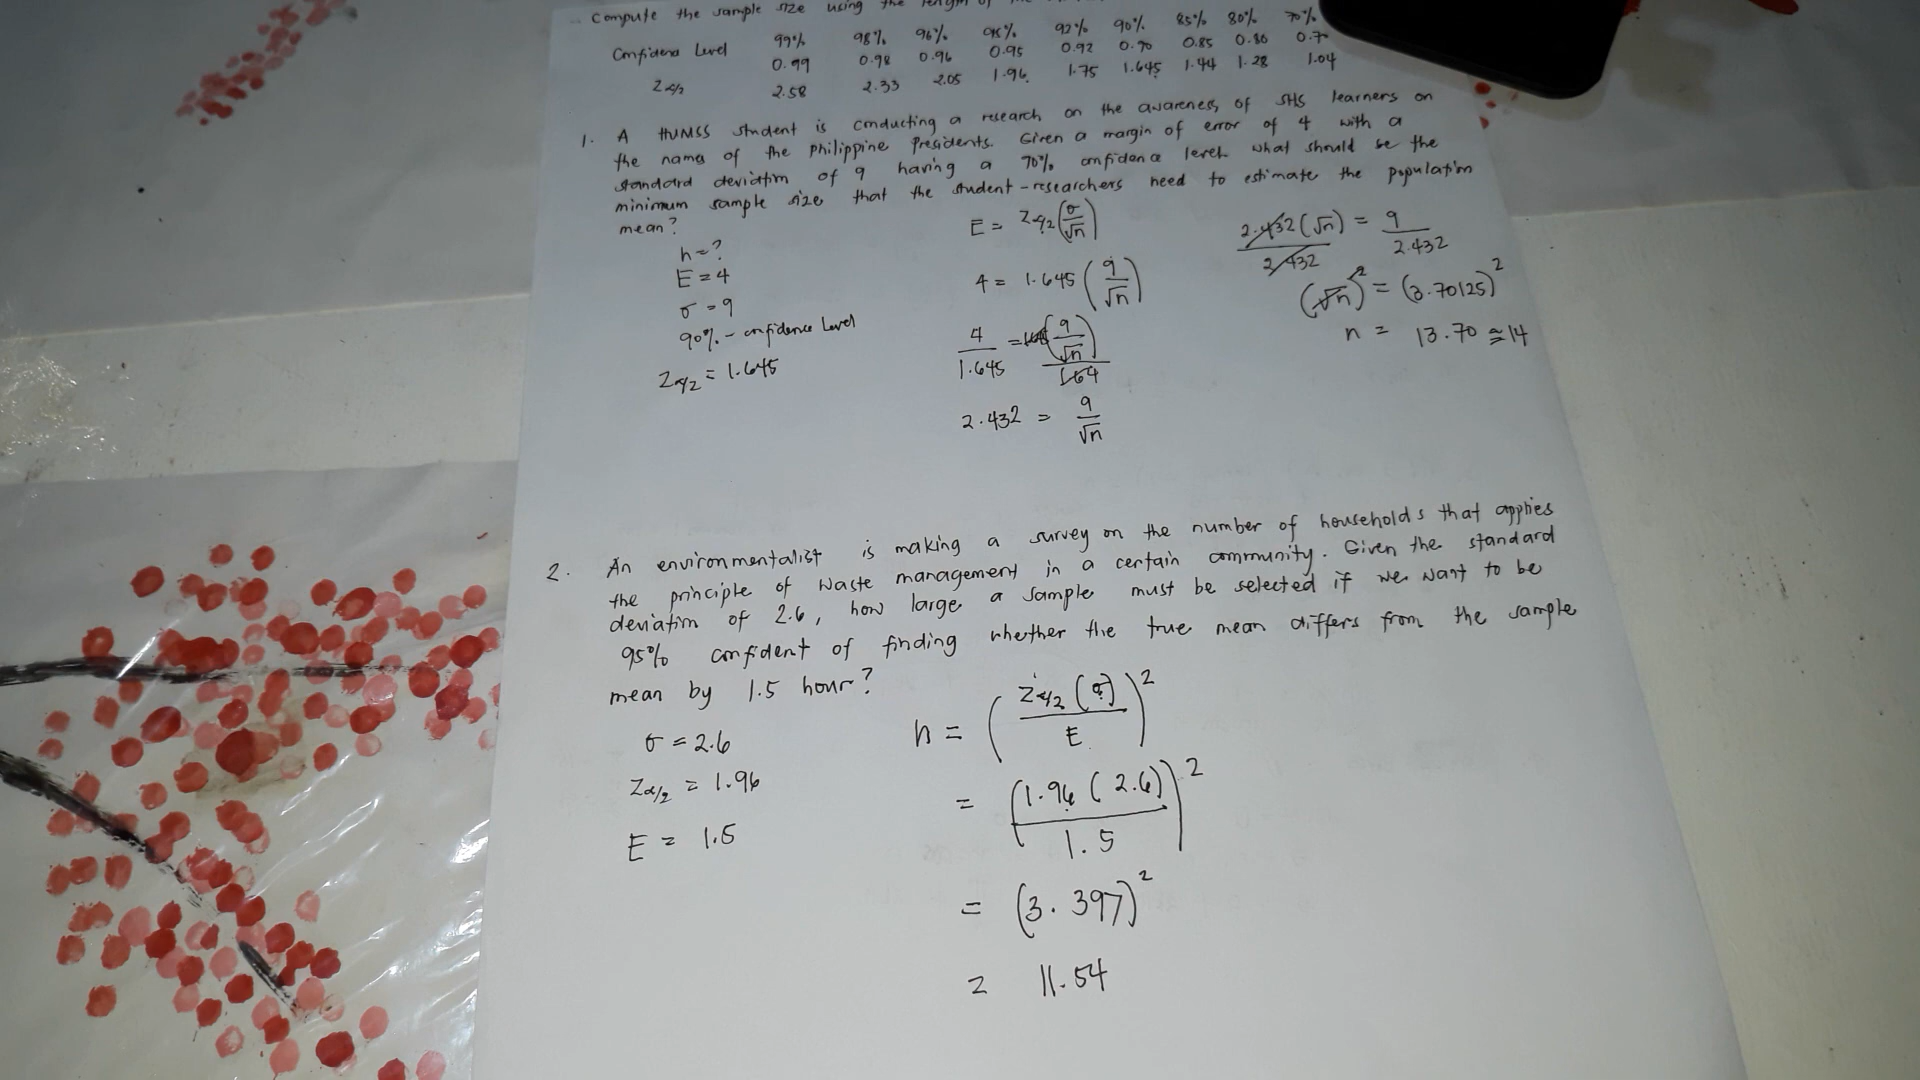 Compute the sample size using the length of the
99% 98% 96% 95% 92% 90% 85% 80% 70%
Confidence Level 0.99 0.98 0.96 0.95 0.92 0.90 0.85 0.80 0.70
Zα/2 2.58 2.33 2.05 1.96 1.75 1.645 1.44 1.28 1.04
1. A HUMSS student is conducting a research on the awareness of SHS learners on
the names of the Philippine Presidents. Given a margin of error of 4 with a
standard deviation of 9 having a 70% confidence level. What should be the
minimum sample size that the student-researchers need to estimate the population
mean?
n = ?
E = 4
σ = 9
90% - confidence Level
Zα/2 = 1.645
E = Zα/2 (σ/√n)
4 = 1.645 (9/√n)
4/1.645 = (9/√n)/1.64
2.432 = 9/√n
2.432(√n)/2.432 = 9/2.432
(√n)² = (3.70125)²
n = 13.70 ≅ 14
2. An environmentalist is making a survey on the number of households that applies
the principle of waste management in a certain community. Given the standard
deviation of 2.6, how large a sample must be selected if we want to be
95% confident of finding whether the true mean differs from the sample
mean by 1.5 hour?
σ = 2.6
Zα/2 = 1.96
E = 1.5
n = (Zα/2 (σ)/E)²
= (1.96 (2.6)/1.5)²
= (3.397)²
= 11.54